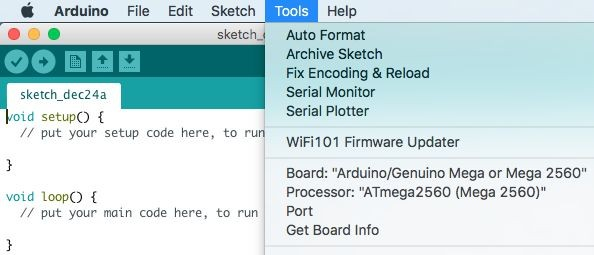 Arduino File Edit Sketch Tools Help
sketch_d
sketch_dec24a
void setup() {
// put your setup code here, to run
}
void loop() {
// put your main code here, to run
}
Auto Format
Archive Sketch
Fix Encoding & Reload
Serial Monitor
Serial Plotter
WiFi101 Firmware Updater
Board: "Arduino/Genuino Mega or Mega 2560"
Processor: "ATmega2560 (Mega 2560)"
Port
Get Board Info